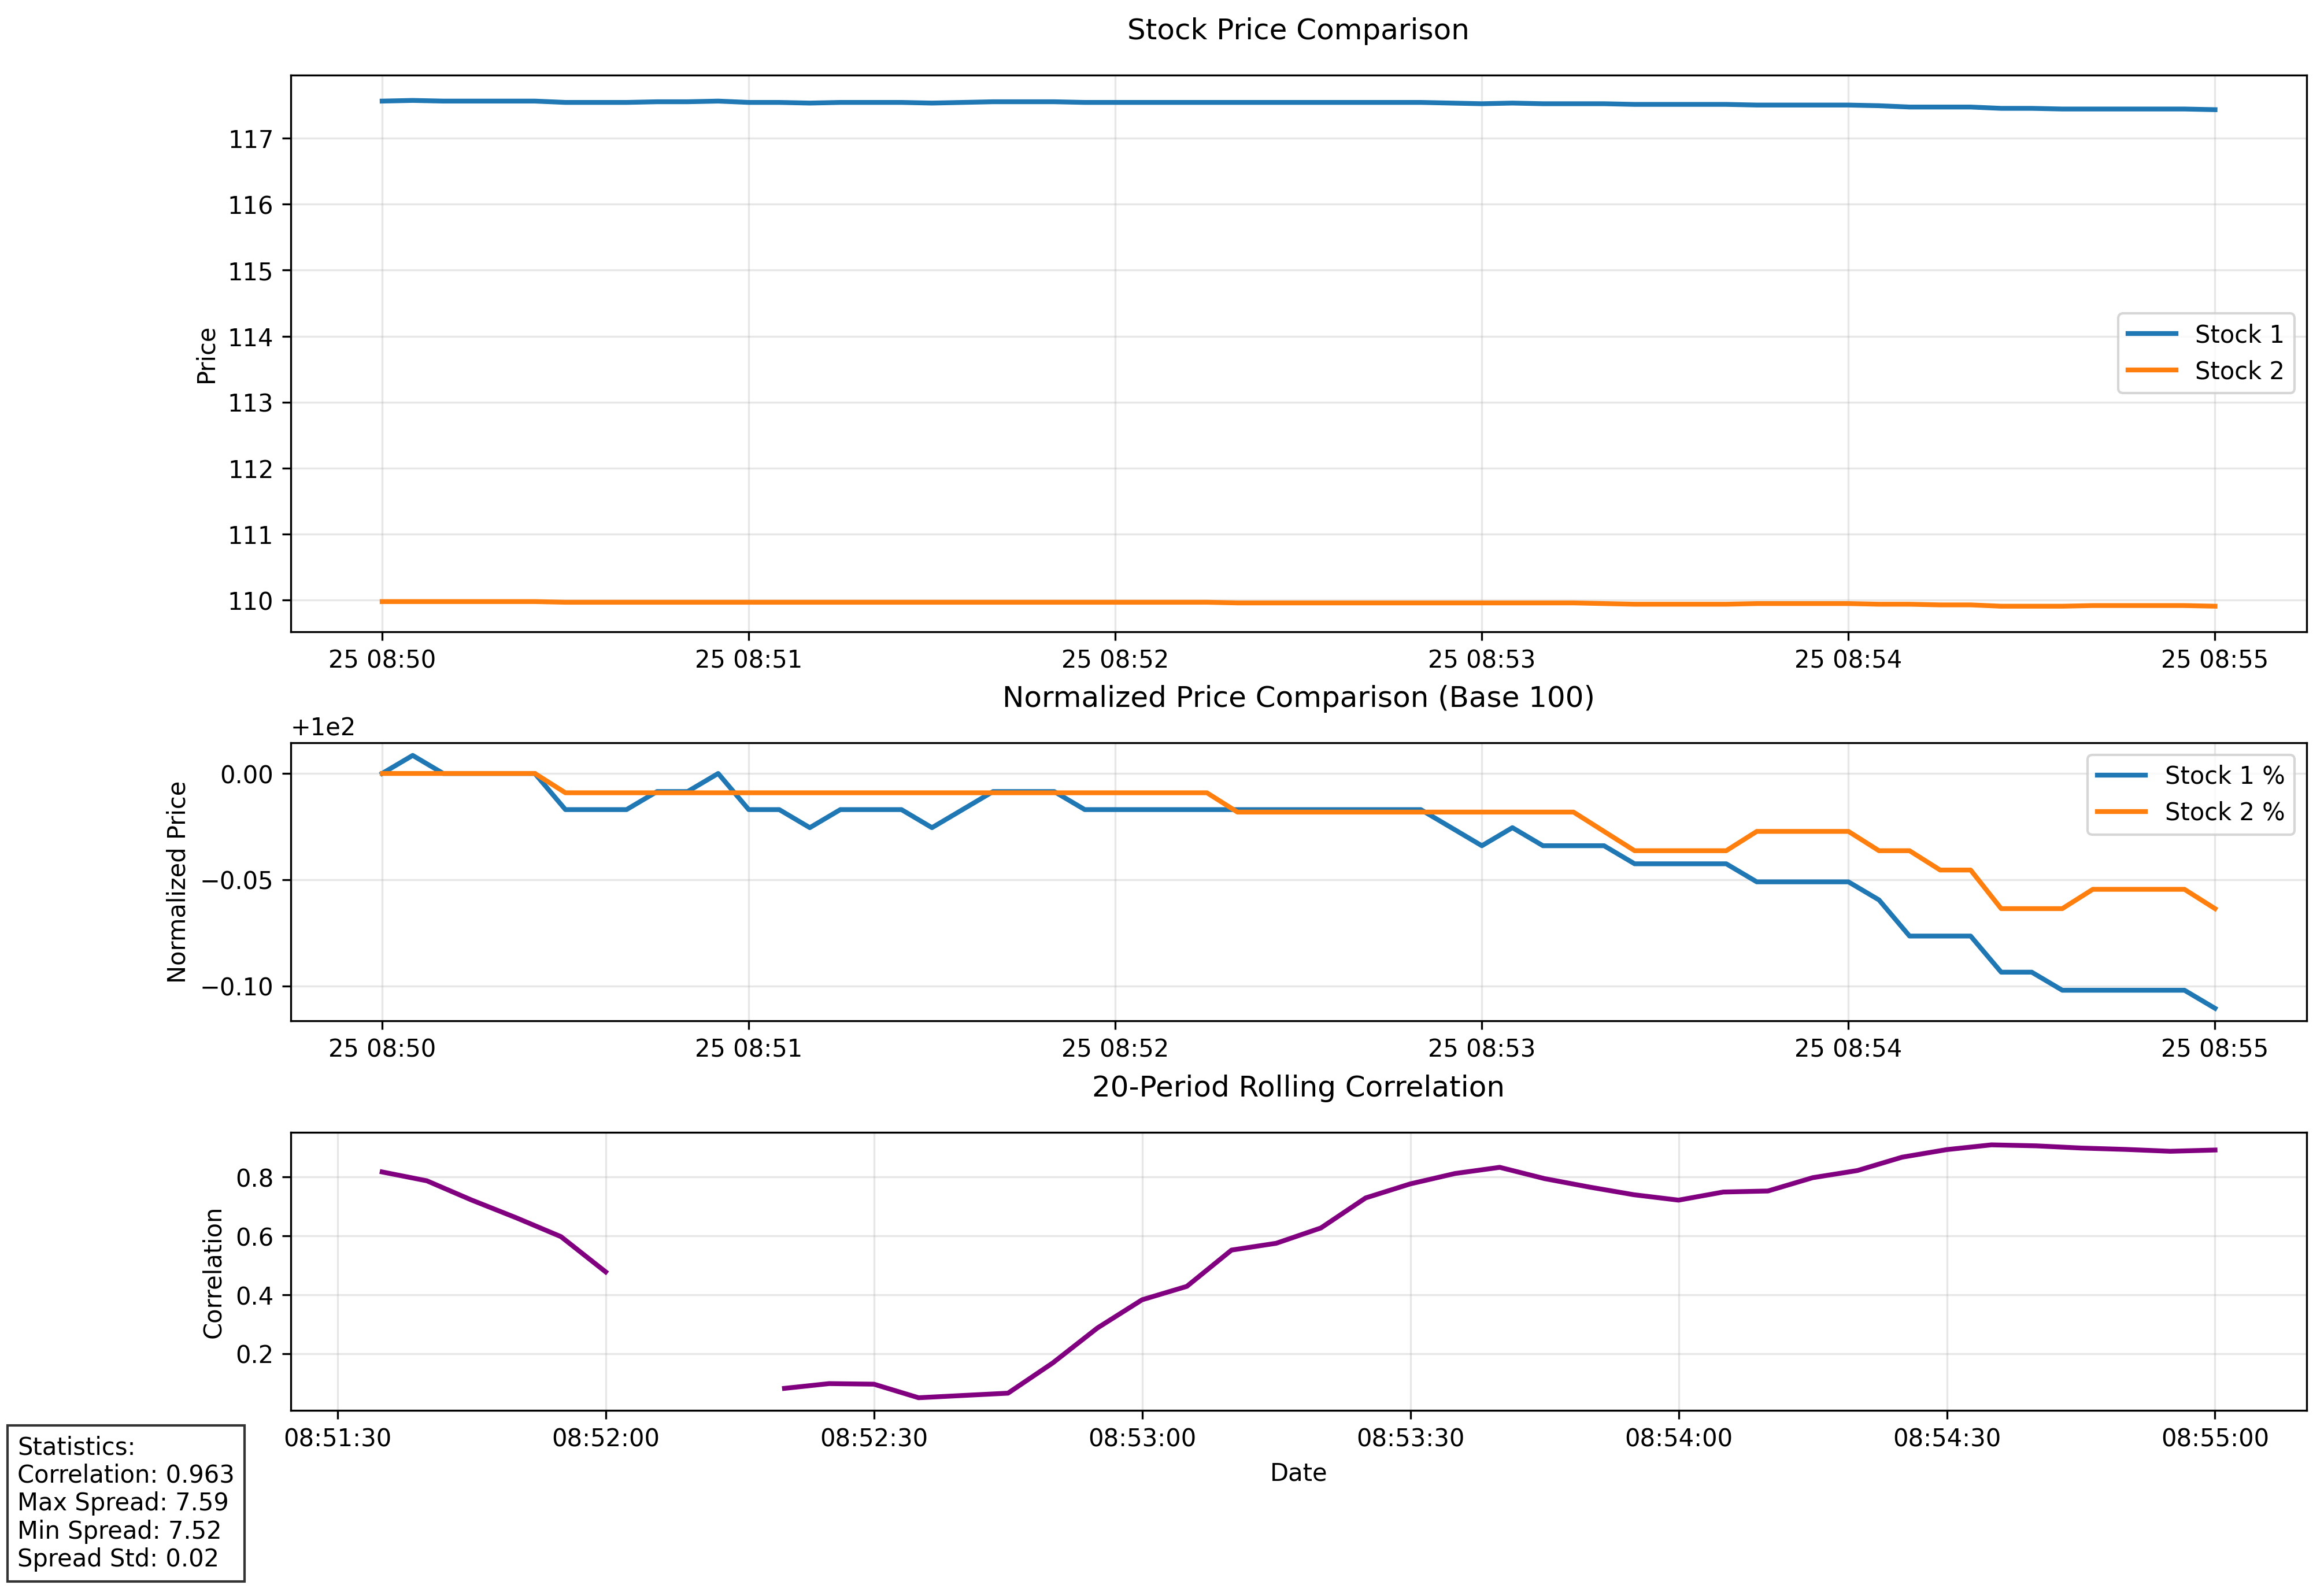 Stock Price Comparison
Price
117
116
115
114
113
112
111
110
Stock 1
Stock 2
25 08:50 25 08:51 25 08:52 25 08:53 25 08:54 25 08:55
Normalized Price Comparison (Base 100)
+1e2
Normalized Price
0.00
−0.05
−0.10
Stock 1 %
Stock 2 %
25 08:50 25 08:51 25 08:52 25 08:53 25 08:54 25 08:55
20-Period Rolling Correlation
Correlation
0.8
0.6
0.4
0.2
08:51:30 08:52:00 08:52:30 08:53:00 08:53:30 08:54:00 08:54:30 08:55:00
Date
Statistics:
Correlation: 0.963
Max Spread: 7.59
Min Spread: 7.52
Spread Std: 0.02